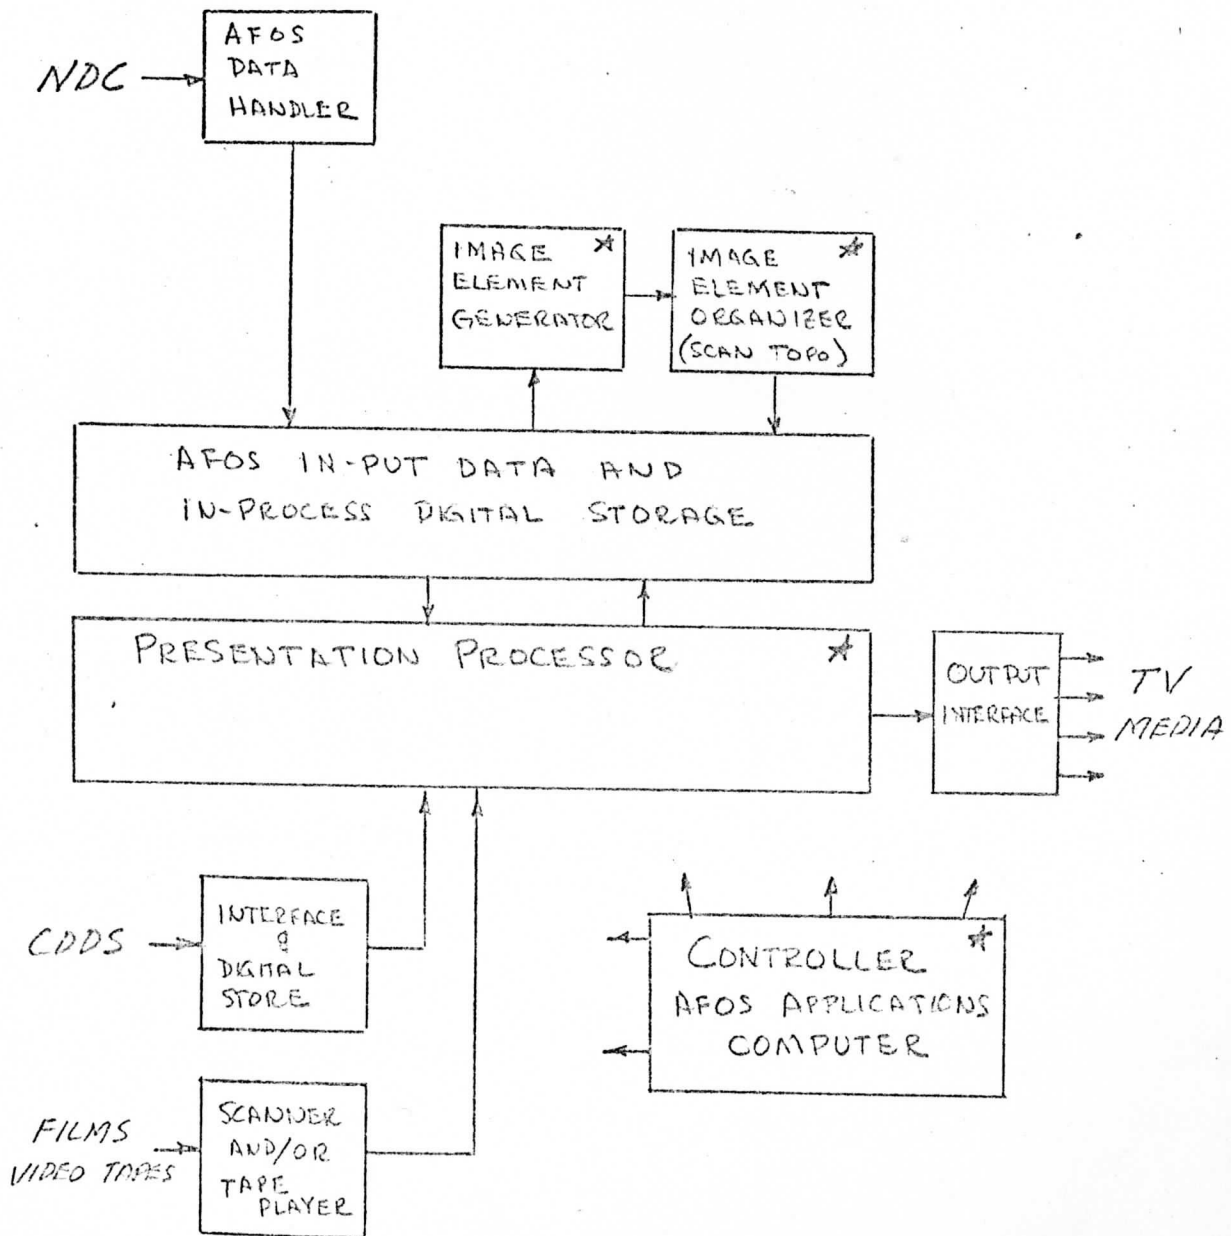 AFOS
DATA
HANDLER
NDC
IMAGE
ELEMENT
GENERATOR
IMAGE
ELEMENT
ORGANIZER
(SCAN TOPO)
AFOS IN-PUT DATA AND
IN-PROCESS DIGITAL STORAGE
PRESENTATION PROCESSOR
OUTPUT
INTERFACE
TV
MEDIA
CDDS
INTERFACE
&
DIGITAL
STORE
CONTROLLER
AFOS APPLICATIONS
COMPUTER
FILMS
VIDEO TAPES
SCANNER
AND/OR
TAPE
PLAYER